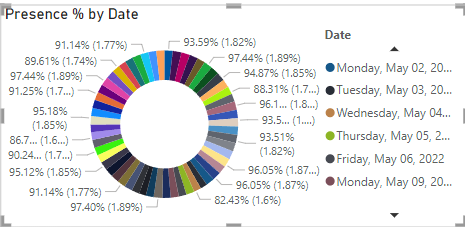 Presence % by Date
93.59% (1.82%)
97.44% (1.89%)
94.87% (1.85%)
88.31% (1.7...)
96.1... (1.8...)
93.5... (1....)
93.51%
(1.82%)
96.05% (1.87...)
96.05% (1.87%)
82.43% (1.6%)
97.40% (1.89%)
91.14% (1.77%)
95.12% (1.85%)
90.24... (1.7...)
86.7... (1.6...)
95.18%
(1.85%)
91.25% (1.7...)
97.44% (1.89%)
89.61% (1.74%)
91.14% (1.77%)
Date
Monday, May 02, 20...
Tuesday, May 03, 20...
Wednesday, May 04...
Thursday, May 05, 2...
Friday, May 06, 2022
Monday, May 09, 20...